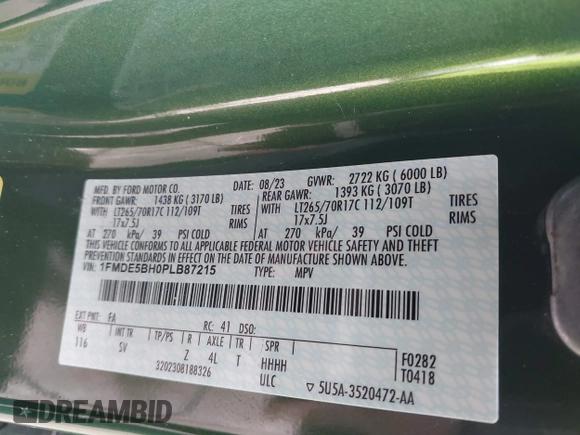 MFD. BY FORD MOTOR CO.
DATE: 08/23 GVWR: 2722 KG ( 6000 LB)
FRONT GAWR: 1438 KG ( 3170 LB) REAR GAWR: 1393 KG ( 3070 LB)
WITH LT265/70R17C 112/109T TIRES WITH LT265/70R17C 112/109T TIRES
17x7.5J RIMS 17x7.5J RIMS
AT 270 kPa/ 39 PSI COLD AT 270 kPa/ 39 PSI COLD
THIS VEHICLE CONFORMS TO ALL APPLICABLE FEDERAL MOTOR VEHICLE SAFETY AND THEFT
PREVENTION STANDARDS IN EFFECT ON THE DATE OF MANUFACTURE SHOWN ABOVE.
VIN: 1FMDE5BH0PLB87215 TYPE: MPV
EXT PNT: EA RC: 41 DSO:
WB INT TR TP/PS R AXLE TR SPR
116 SV Z 4L T HHHH
3202308188326 ULC
F0282
T0418
5USA-3520472-AA
DREAMBID